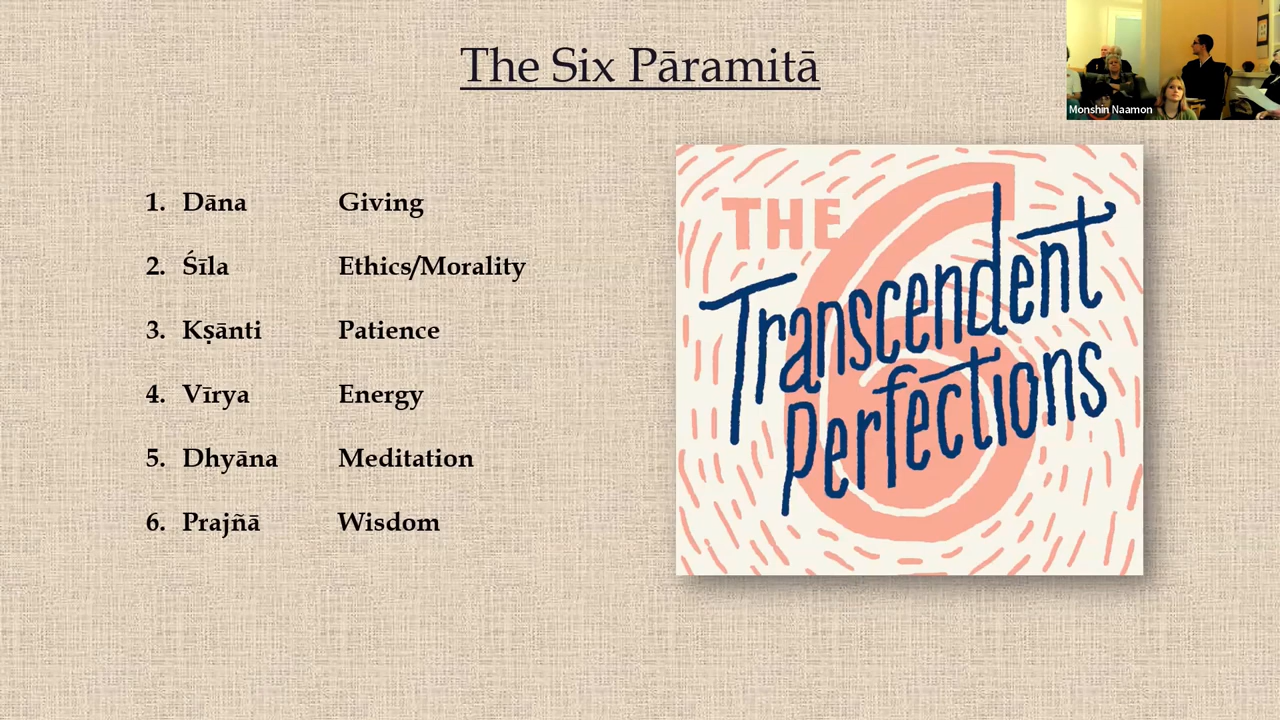 The Six Pāramitā
Monshin Naamon
1. Dāna Giving
2. Śīla Ethics/Morality
3. Kṣānti Patience
4. Vīrya Energy
5. Dhyāna Meditation
6. Prajñā Wisdom
THE
6
Transcendent
Perfections